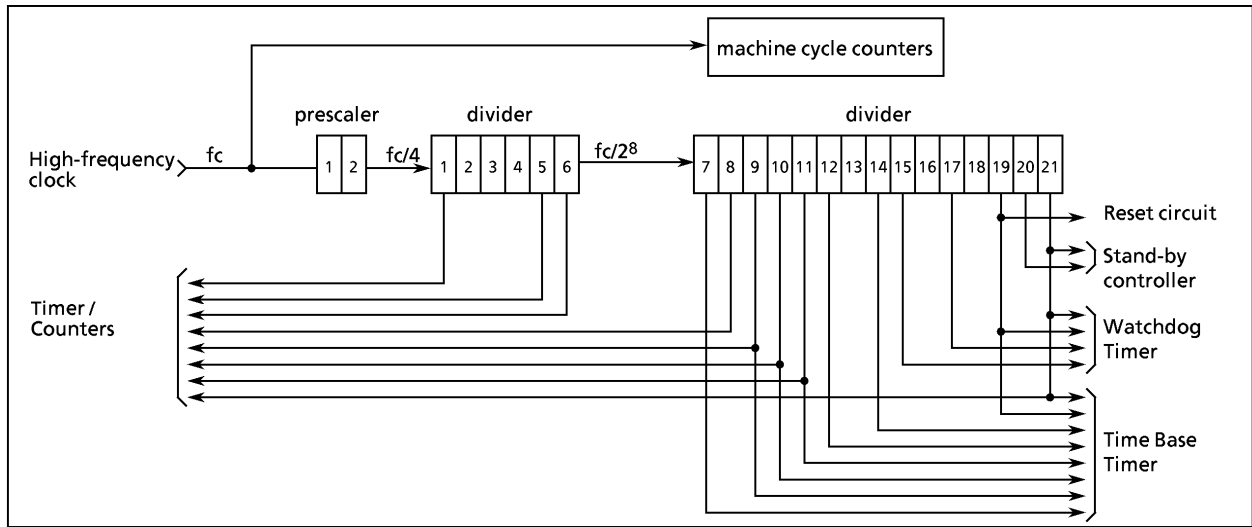 machine cycle counters
prescaler
divider
divider
High-frequency
clock
fc
1 2
fc/4
1 2 3 4 5 6
fc/2⁸
7 8 9 10 11 12 13 14 15 16 17 18 19 20 21
Reset circuit
Stand-by
controller
Timer /
Counters
Watchdog
Timer
Time Base
Timer